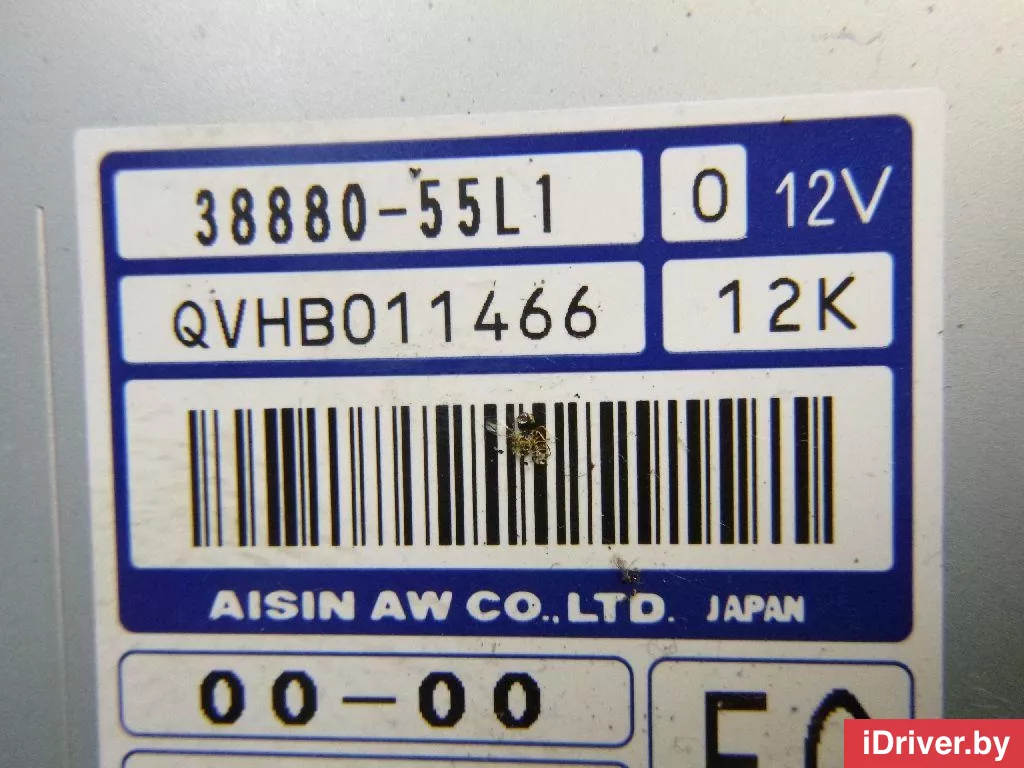 38880-55L1 0 12V
QVHB011466 12K
AISIN AW CO.,LTD. JAPAN
00-00
iDriver.by